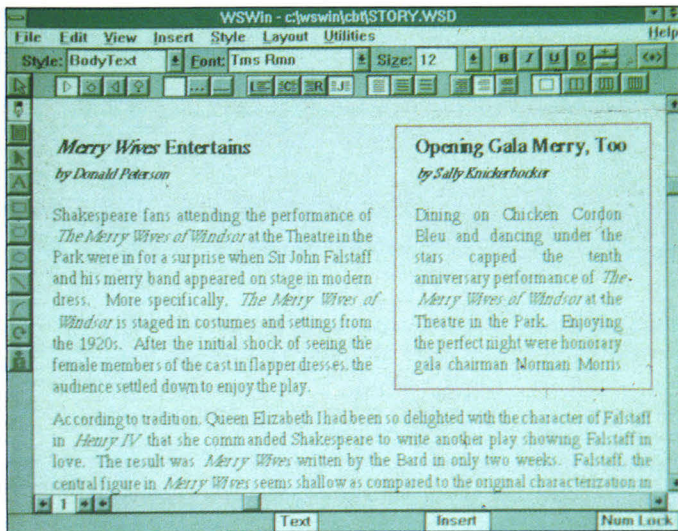 WSWin - c:\wswin\cbt\STORY.WSD
File Edit View Insert Style Layout Utilities Help
Style: BodyText Font: Tms Rmn Size: 12 B I U D
Merry Wives Entertains
by Donald Peterson
Shakespeare fans attending the performance of
The Merry Wives of Windsor at the Theatre in the
Park were in for a surprise when Sir John Falstaff
and his merry band appeared on stage in modern
dress. More specifically, The Merry Wives of
Windsor is staged in costumes and settings from
the 1920s. After the initial shock of seeing the
female members of the cast in flapper dresses, the
audience settled down to enjoy the play.
Opening Gala Merry, Too
by Sally Knickerbocker
Dining on Chicken Cordon
Bleu and dancing under the
stars capped the tenth
anniversary performance of The
Merry Wives of Windsor at the
Theatre in the Park. Enjoying
the perfect night were honorary
gala chairman Norman Morris
According to tradition, Queen Elizabeth I had been so delighted with the character of Falstaff
in Henry IV that she commanded Shakespeare to write another play showing Falstaff in
love. The result was Merry Wives written by the Bard in only two weeks. Falstaff, the
central figure in Merry Wives seems shallow as compared to the original characterization in
1
Text Insert Num Lock